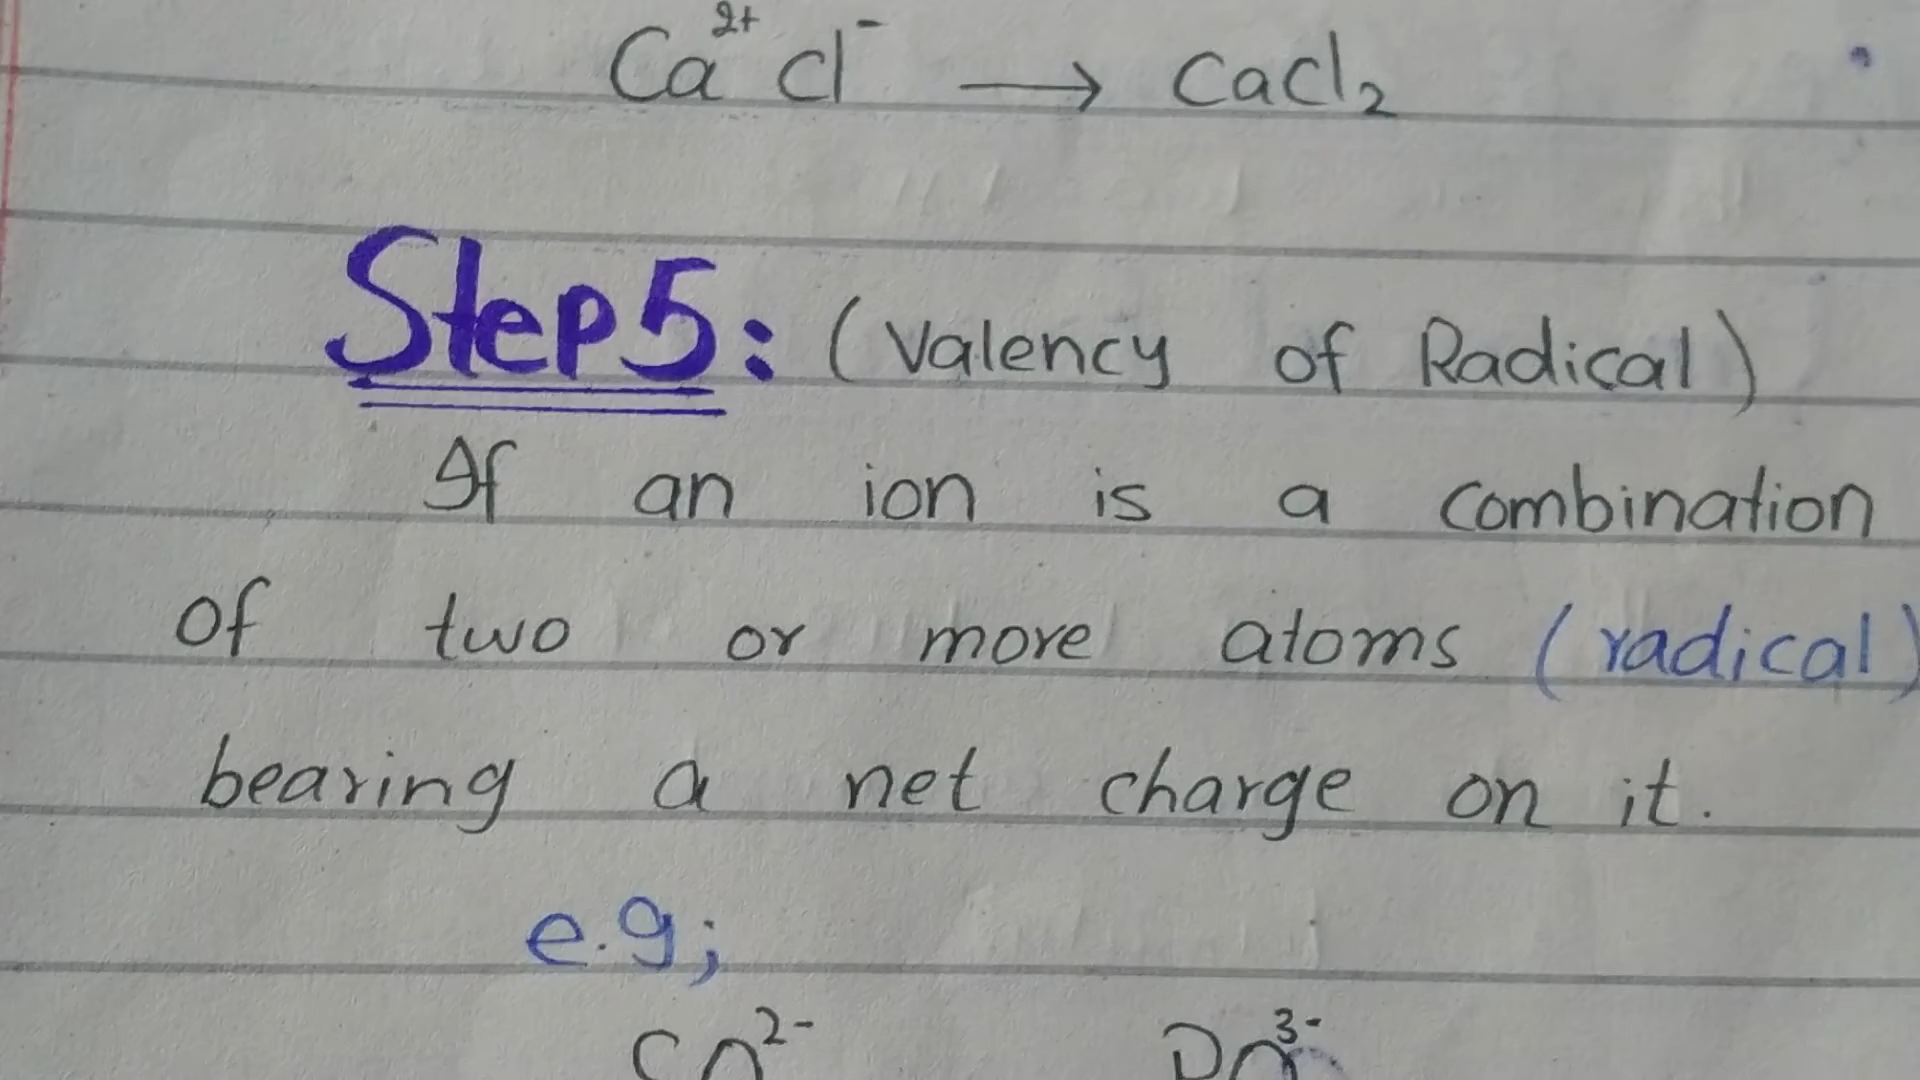 Ca²⁺ Cl⁻ → CaCl₂
Step 5: (Valency of Radical)
If an ion is a combination
of two or more atoms (radical)
bearing a net charge on it.
e.g;